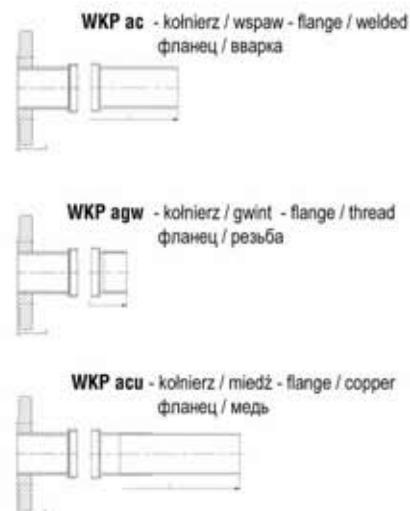 WKP ac - kołnierz / wspaw - flange / welded
фланец / вварка
WKP agw - kołnierz / gwint - flange / thread
фланец / резьба
WKP acu - kołnierz / miedź - flange / copper
фланец / медь